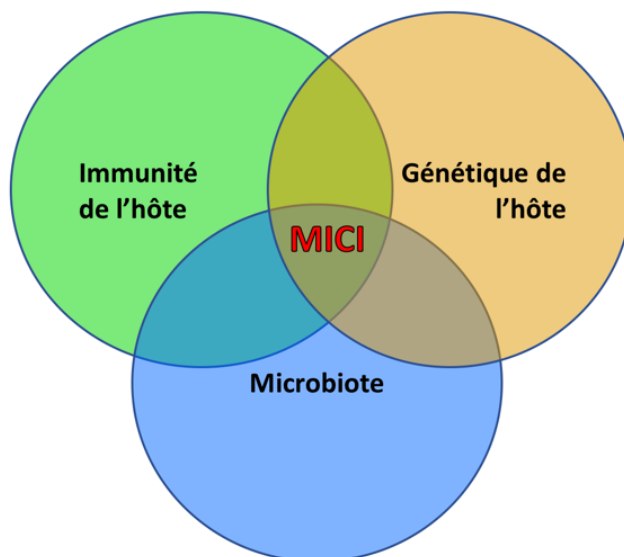 Immunité
de l’hôte
Génétique de
l’hôte
MICI
Microbiote